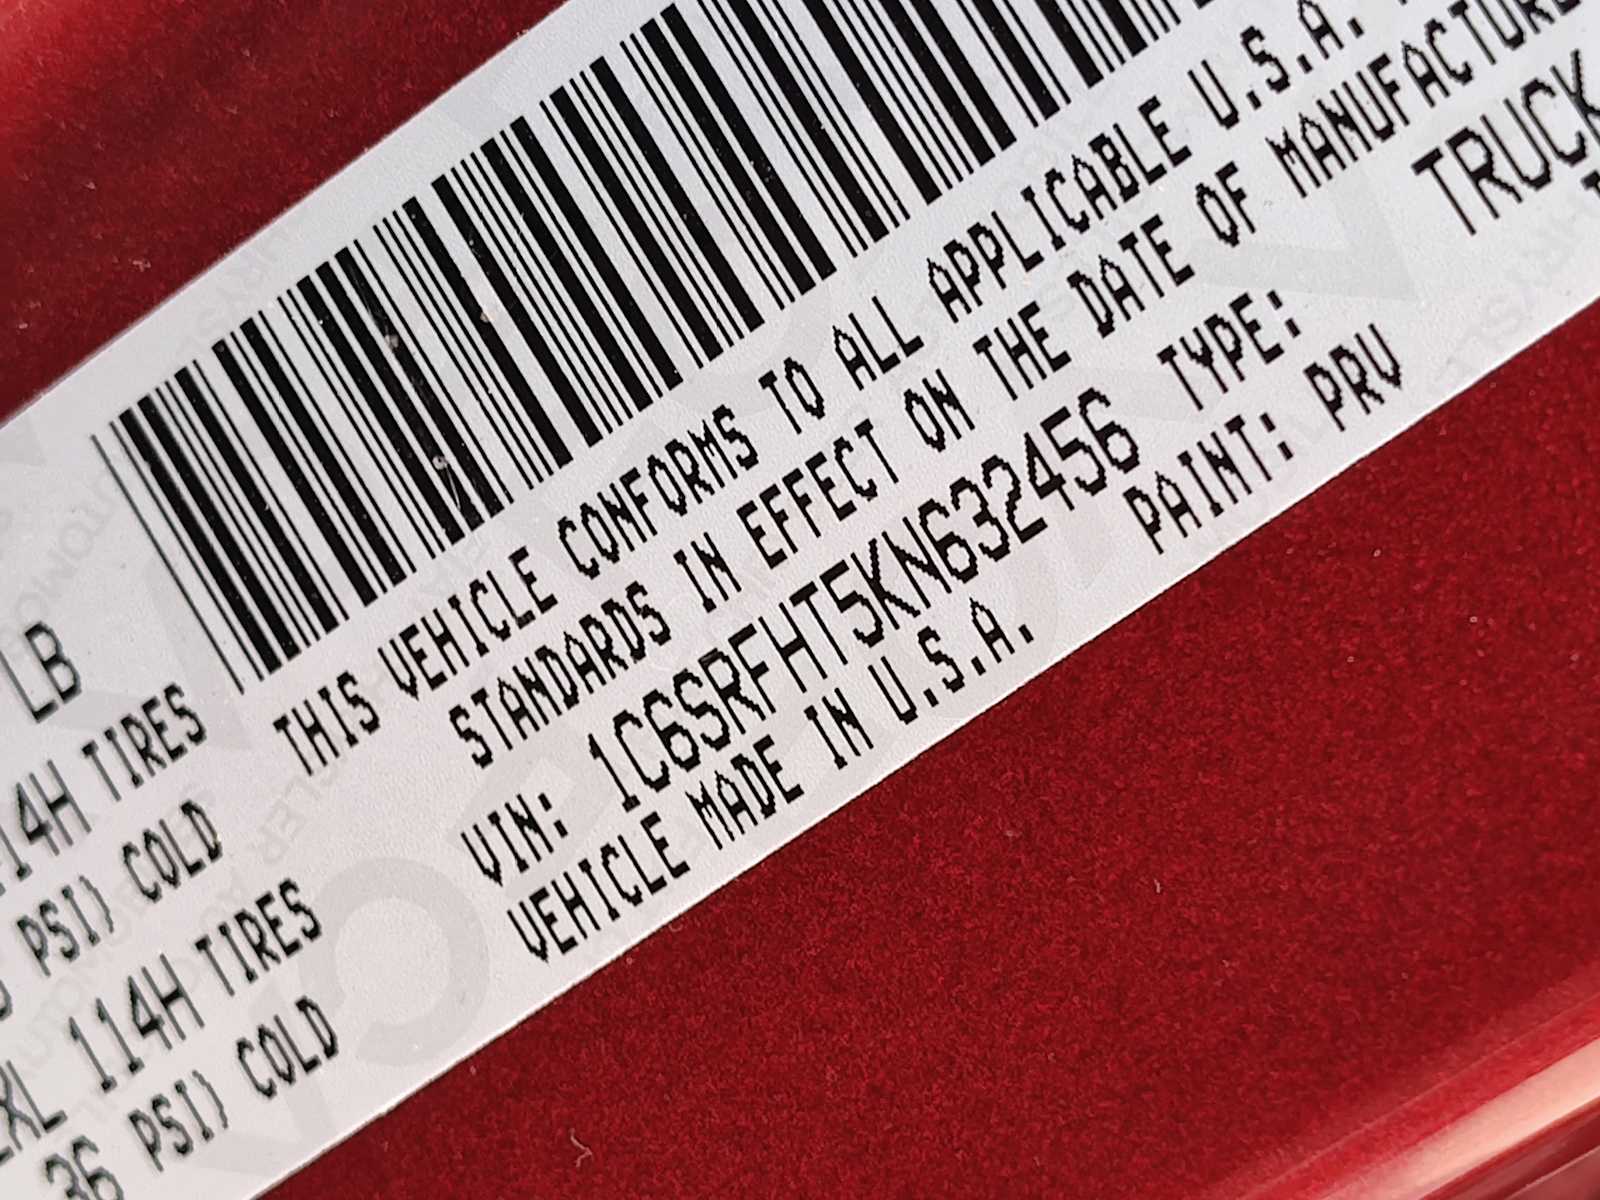 LB
114H TIRES
PSI) COLD
XL 114H TIRES
36 PSI) COLD
THIS VEHICLE CONFORMS TO ALL APPLICABLE U.S.A.
STANDARDS IN EFFECT ON THE DATE OF MANUFACTURE
VIN: 1C6SRFHT5KN632456 TYPE: TRUCK
VEHICLE MADE IN U.S.A. PAINT: PRV